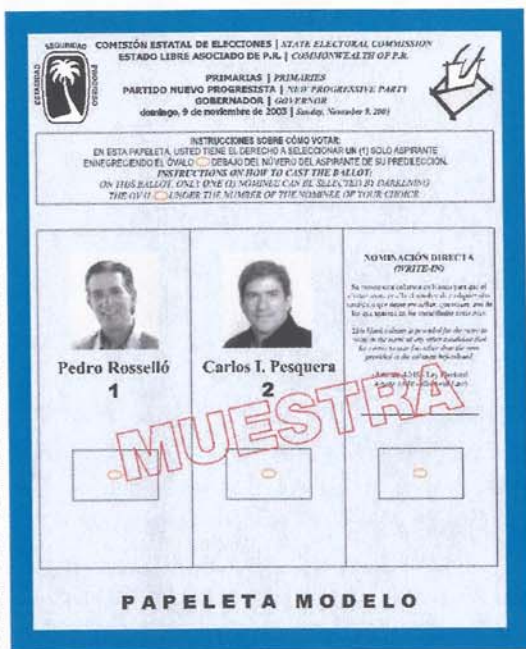 SEGURIDAD
ESTADIDAD
PROGRESO
COMISIÓN ESTATAL DE ELECCIONES | STATE ELECTORAL COMMISSION
ESTADO LIBRE ASOCIADO DE P.R. | COMMONWEALTH OF P.R.
PRIMARIAS | PRIMARIES
PARTIDO NUEVO PROGRESISTA | NEW PROGRESSIVE PARTY
GOBERNADOR | GOVERNOR
domingo, 9 de noviembre de 2003 | Sunday, November 9, 2003
INSTRUCCIONES SOBRE CÓMO VOTAR:
EN ESTA PAPELETA, USTED TIENE EL DERECHO A SELECCIONAR UN (1) SOLO ASPIRANTE
ENNEGRECIENDO EL ÓVALO DEBAJO DEL NÚMERO DEL ASPIRANTE DE SU PREDILECCIÓN.
INSTRUCTIONS ON HOW TO CAST THE BALLOT:
ON THIS BALLOT, ONLY ONE (1) NOMINEE CAN BE SELECTED BY DARKENING
THE OVAL UNDER THE NUMBER OF THE NOMINEE OF YOUR CHOICE
Pedro Rosselló
1
Carlos I. Pesquera
2
NOMINACIÓN DIRECTA
(WRITE-IN)
MUESTRA
PAPELETA MODELO